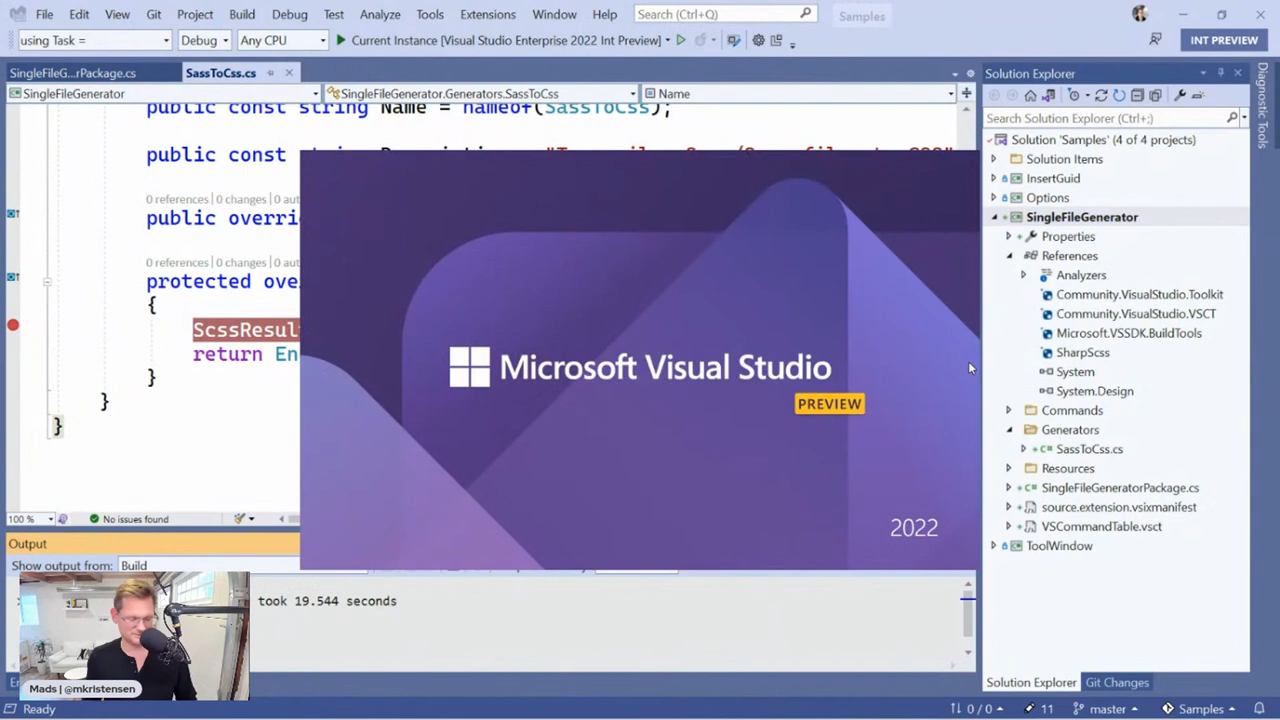 File Edit View Git Project Build Debug Test Analyze Tools Extensions Window Help Search (Ctrl+Q) Samples
using Task = Debug Any CPU Current Instance [Visual Studio Enterprise 2022 Int Preview] INT PREVIEW
SingleFileG...rPackage.cs SassToCss.cs
SingleFileGenerator SingleFileGenerator.Generators.SassToCss Name
public const string Name = nameof(SassToCss);
public const
0 references | 0 changes | 0 aut
public overri
0 references | 0 changes | 0 aut
protected ove
{
ScssResul
return En
}
}
}
100 % No issues found
Microsoft Visual Studio
PREVIEW
2022
Output
Show output from: Build
took 19.544 seconds
Mads | @mkristensen
Ready 0 / 0 11 master Samples
Solution Explorer
Search Solution Explorer (Ctrl+;)
Solution 'Samples' (4 of 4 projects)
Solution Items
InsertGuid
Options
SingleFileGenerator
Properties
References
Analyzers
Community.VisualStudio.Toolkit
Community.VisualStudio.VSCT
Microsoft.VSSDK.BuildTools
SharpScss
System
System.Design
Commands
Generators
SassToCss.cs
Resources
SingleFileGeneratorPackage.cs
source.extension.vsixmanifest
VSCommandTable.vsct
ToolWindow
Solution Explorer Git Changes
Diagnostic Tools